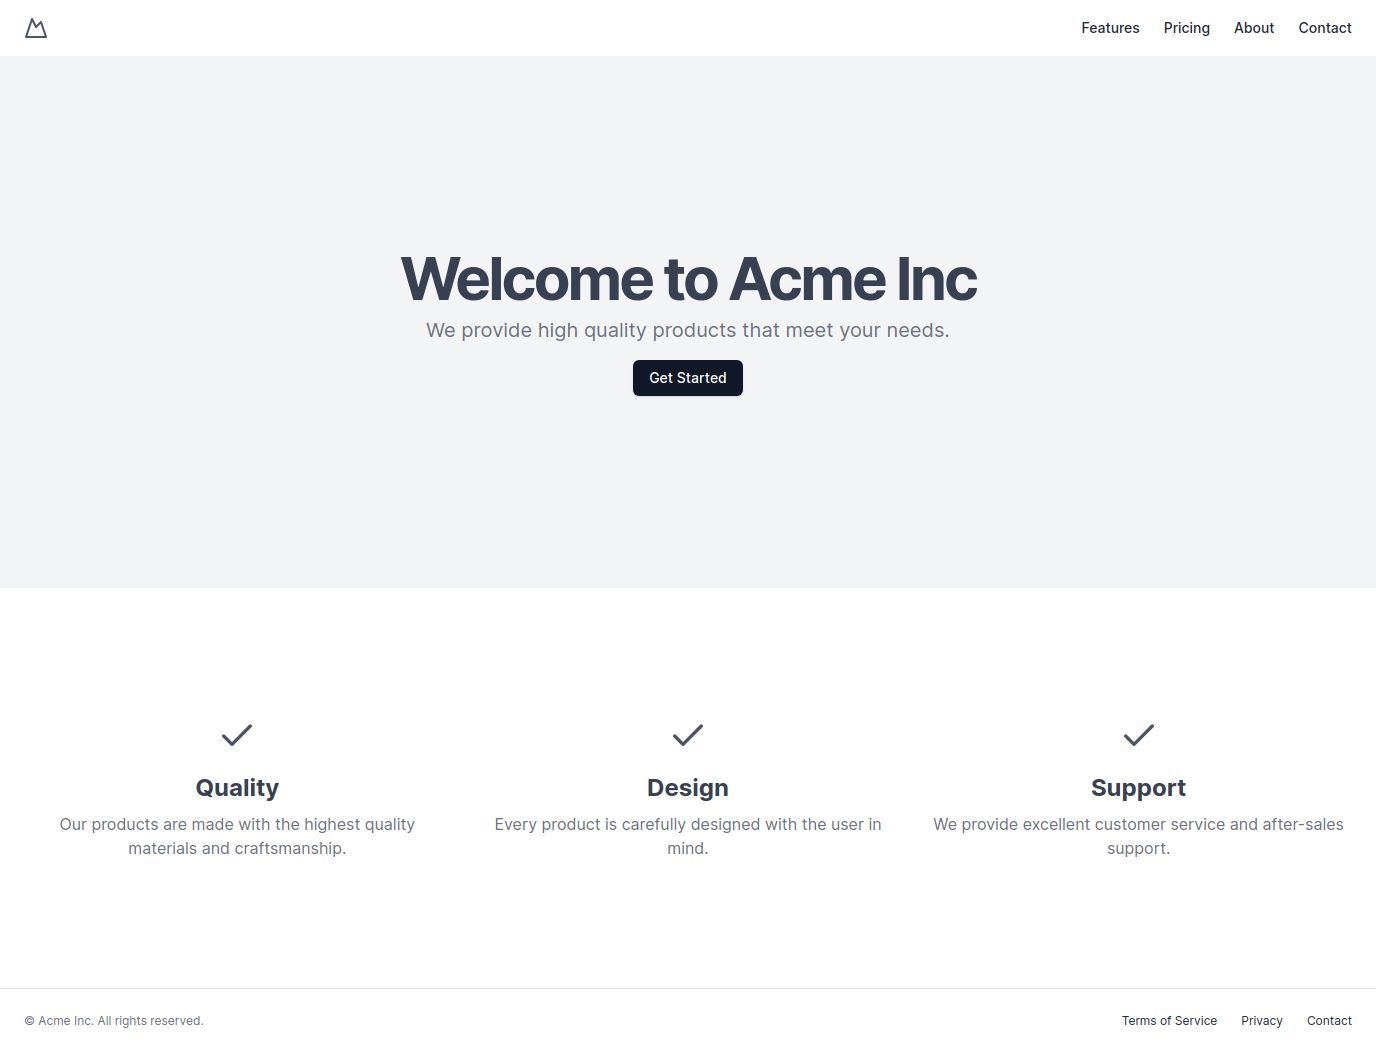 Features Pricing About Contact
Welcome to Acme Inc
We provide high quality products that meet your needs.
Get Started
Quality
Our products are made with the highest quality
materials and craftsmanship.
Design
Every product is carefully designed with the user in
mind.
Support
We provide excellent customer service and after-sales
support.
© Acme Inc. All rights reserved.
Terms of Service Privacy Contact